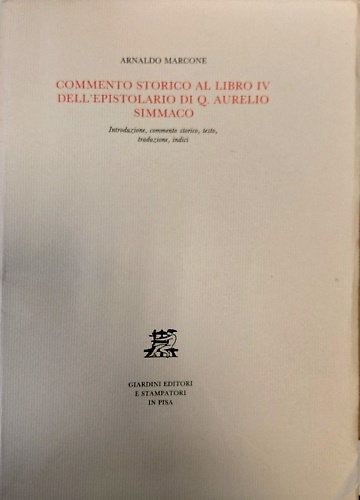 ARNALDO MARCONE
COMMENTO STORICO AL LIBRO IV
DELL'EPISTOLARIO DI Q. AURELIO
SIMMACO
Introduzione, commento storico, testo,
traduzione, indici
GIARDINI EDITORI
E STAMPATORI
IN PISA